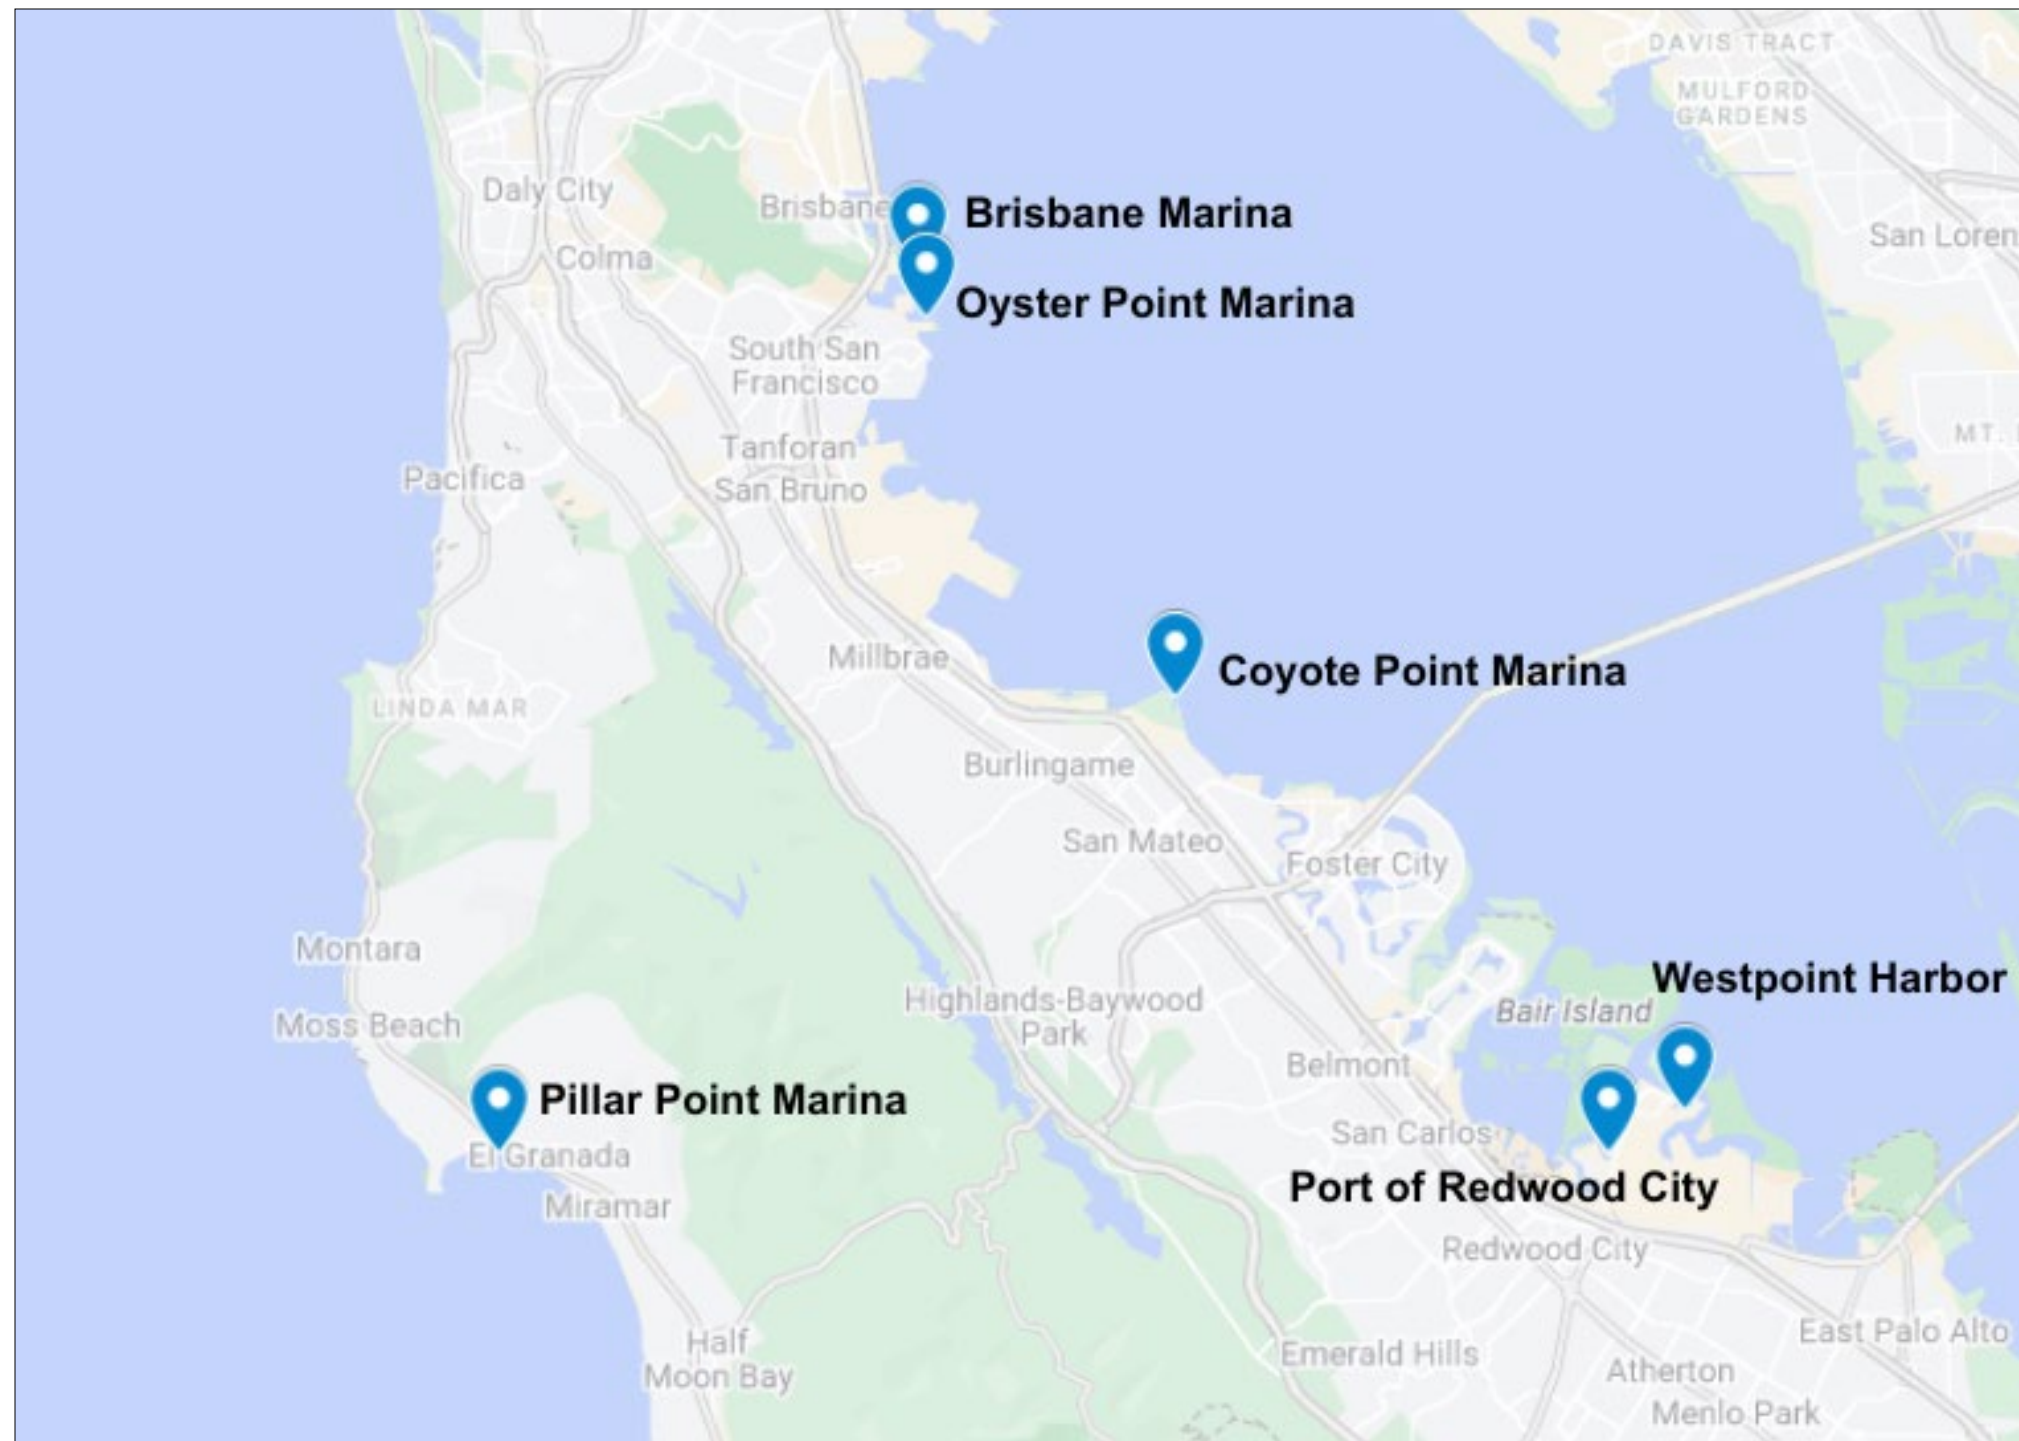 DAVIS TRACT
MULFORD
GARDENS
Daly City
Brisbane
Brisbane Marina
San Loren
Colma
Oyster Point Marina
South San
Francisco
MT.
Tanforan
Pacifica
San Bruno
Millbrae
Coyote Point Marina
LINDA MAR
Burlingame
San Mateo
Foster City
Montara
Westpoint Harbor
Highlands-Baywood
Park
Bair Island
Moss Beach
Belmont
Pillar Point Marina
San Carlos
El Granada
Port of Redwood City
Miramar
Redwood City
East Palo Alto
Half
Moon Bay
Emerald Hills
Atherton
Menlo Park